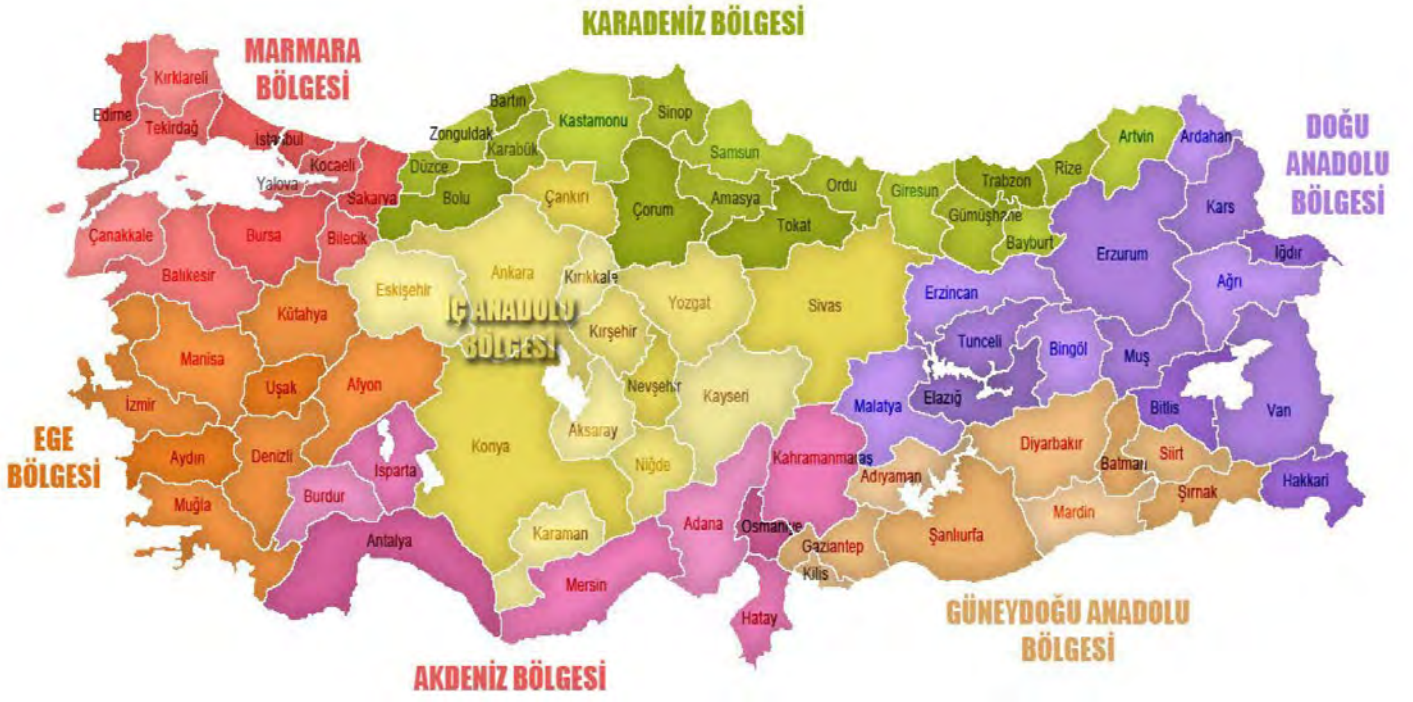 KARADENİZ BÖLGESİ
MARMARA
BÖLGESİ
DOĞU
ANADOLU
BÖLGESİ
Kırklareli
Edirne
Tekirdağ
İstanbul
Kocaeli
Yalova
Sakarya
Çanakkale
Bursa
Bilecik
Balıkesir
Bartın
Kastamonu
Sinop
Zonguldak
Karabük
Samsun
Düzce
Bolu
Çankırı
Çorum
Amasya
Ordu
Giresun
Trabzon
Rize
Artvin
Tokat
Gümüşhane
Bayburt
Ardahan
Kars
Iğdır
Erzurum
Ağrı
Erzincan
Tunceli
Bingöl
Muş
Malatya
Elazığ
Bitlis
Van
Hakkari
Ankara
Kırıkkale
Eskişehir
Yozgat
Sivas
İÇ ANADOLU
BÖLGESİ
Kırşehir
Nevşehir
Kayseri
Aksaray
Konya
Niğde
Karaman
Kütahya
Manisa
Uşak
Afyon
İzmir
EGE
BÖLGESİ
Aydın
Denizli
Muğla
Isparta
Burdur
Antalya
Mersin
Adana
Osmaniye
Kahramanmaraş
Hatay
Adıyaman
Diyarbakır
Batman
Siirt
Şırnak
Mardin
Şanlıurfa
Gaziantep
Kilis
GÜNEYDOĞU ANADOLU
BÖLGESİ
AKDENİZ BÖLGESİ